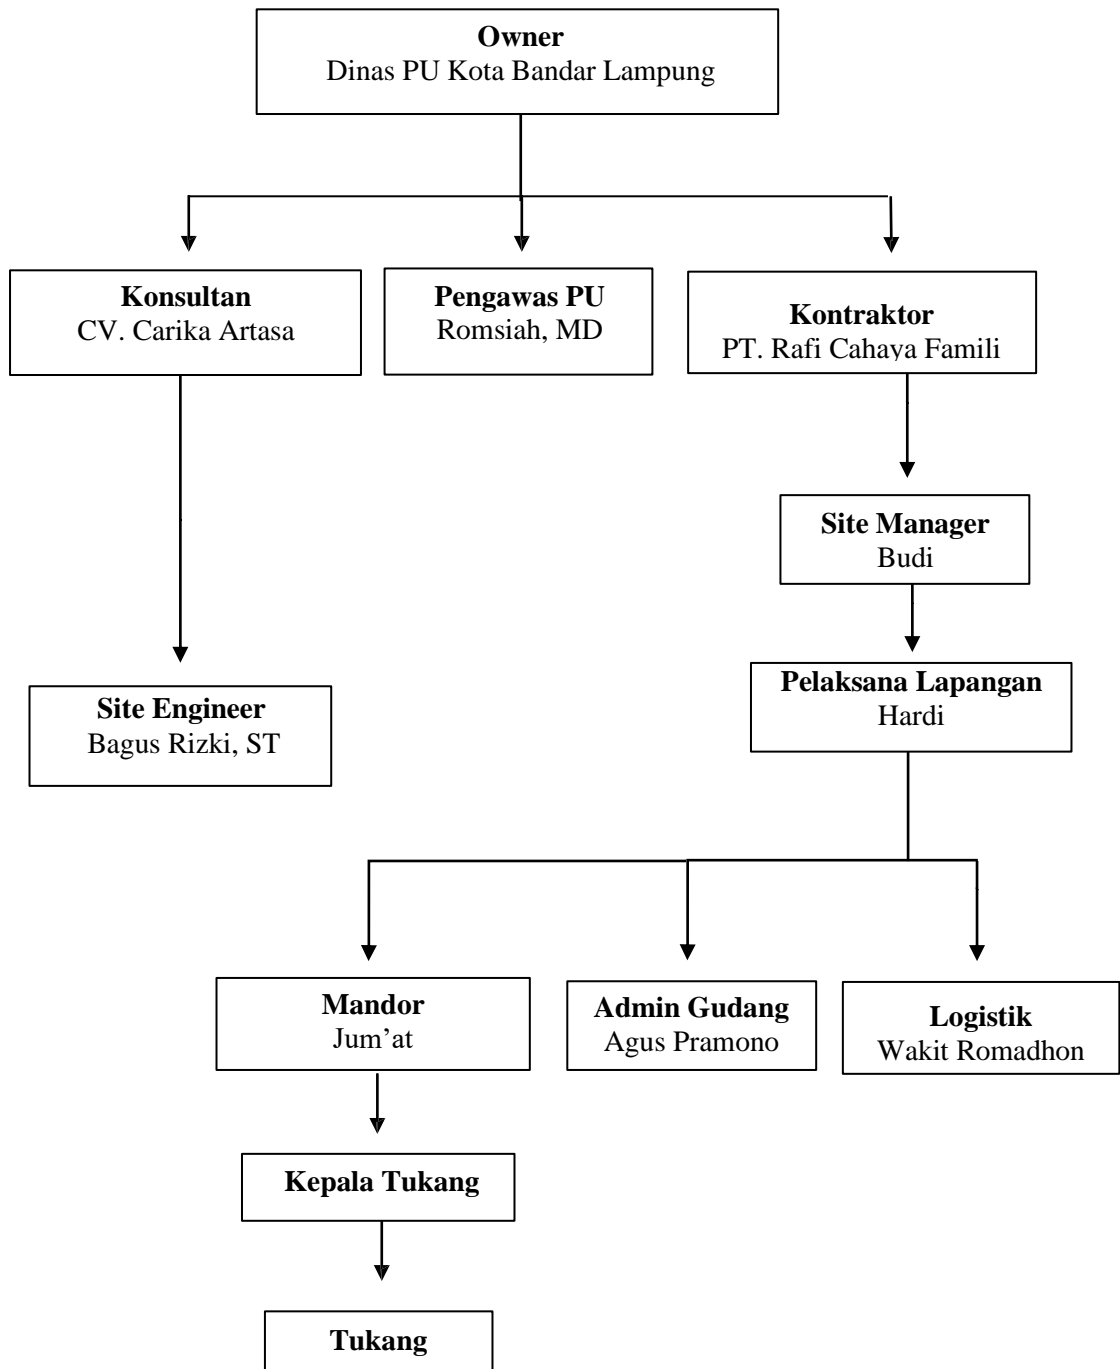 Owner
Dinas PU Kota Bandar Lampung
Konsultan
CV. Carika Artasa
Pengawas PU
Romsiah, MD
Kontraktor
PT. Rafi Cahaya Famili
Site Manager
Budi
Pelaksana Lapangan
Hardi
Site Engineer
Bagus Rizki, ST
Mandor
Jum’at
Admin Gudang
Agus Pramono
Logistik
Wakit Romadhon
Kepala Tukang
Tukang